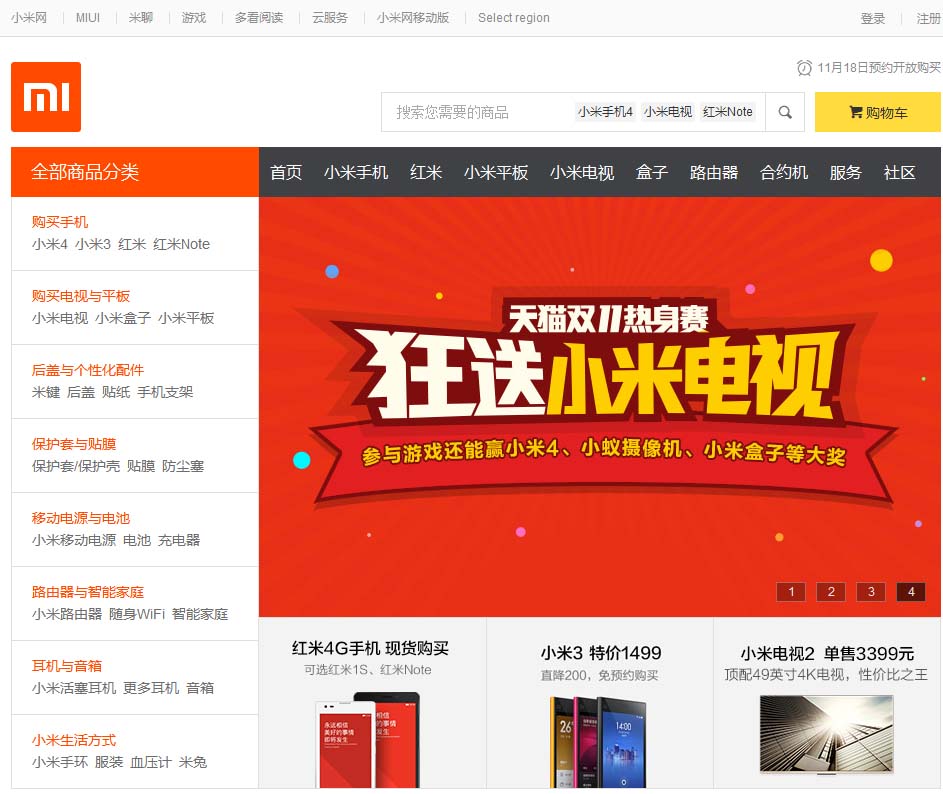 小米网 MIUI 米聊 游戏 多看阅读 云服务 小米网移动版 Select region 登录 注册
11月18日预约开放购买
搜索您需要的商品 小米手机4 小米电视 红米Note 购物车
全部商品分类 首页 小米手机 红米 小米平板 小米电视 盒子 路由器 合约机 服务 社区
购买手机
小米4 小米3 红米 红米Note
购买电视与平板
小米电视 小米盒子 小米平板
后盖与个性化配件
米键 后盖 贴纸 手机支架
保护套与贴膜
保护套/保护壳 贴膜 防尘塞
移动电源与电池
小米移动电源 电池 充电器
路由器与智能家庭
小米路由器 随身WiFi 智能家庭
耳机与音箱
小米活塞耳机 更多耳机 音箱
小米生活方式
小米手环 服装 血压计 米兔
天猫双11热身赛
狂送小米电视
参与游戏还能赢小米4、小蚁摄像机、小米盒子等大奖
1 2 3 4
红米4G手机 现货购买
可选红米1S、红米Note
永远相信
美好的事情
即将发生
小米3 特价1499
直降200，免预约购买
26°
14:00
小米电视2 单售3399元
顶配49英寸4K电视，性价比之王